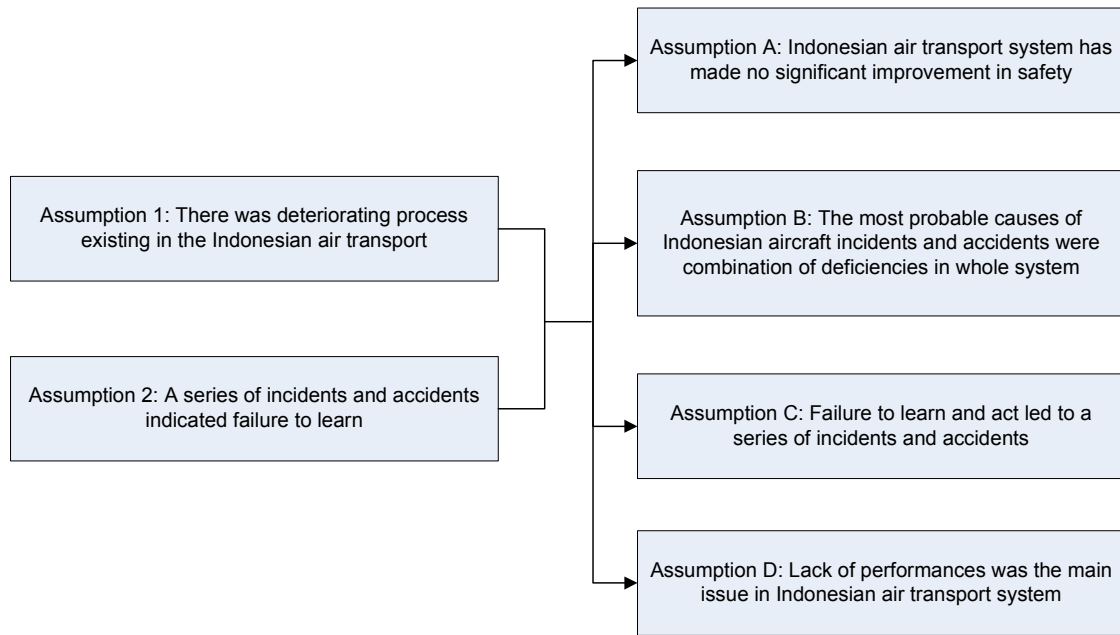 Assumption 1: There was deteriorating process
existing in the Indonesian air transport
Assumption 2: A series of incidents and accidents
indicated failure to learn
Assumption A: Indonesian air transport system has
made no significant improvement in safety
Assumption B: The most probable causes of
Indonesian aircraft incidents and accidents were
combination of deficiencies in whole system
Assumption C: Failure to learn and act led to a
series of incidents and accidents
Assumption D: Lack of performances was the main
issue in Indonesian air transport system